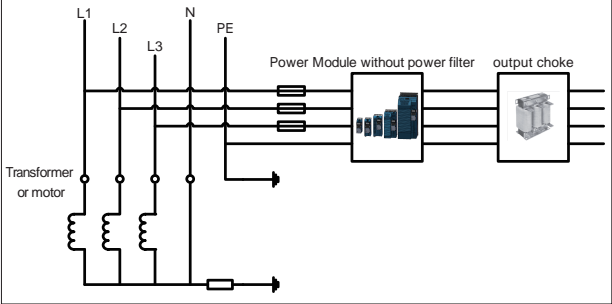 L1
L2
L3
N
PE
Power Module without power filter
output choke
Transformer
or motor